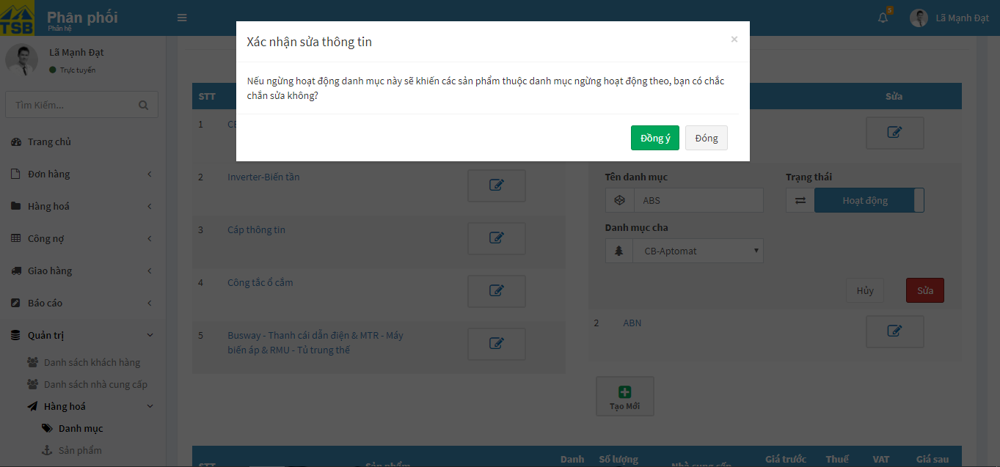 TSB
Phân phối
Phân hệ
5
Lã Mạnh Đạt
Lã Mạnh Đạt
Trực tuyến
Tìm Kiếm...
Trang chủ
Đơn hàng
Hàng hoá
Công nợ
Giao hàng
Báo cáo
Quản trị
Danh sách khách hàng
Danh sách nhà cung cấp
Hàng hoá
Danh mục
Sản phẩm
Xác nhận sửa thông tin
×
Nếu ngừng hoạt động danh mục này sẽ khiến các sản phẩm thuộc danh mục ngừng hoạt động theo, bạn có chắc
chắn sửa không?
Đồng ý Đóng
STT
1
2 Inverter-Biến tần
3 Cáp thông tin
4 Công tắc ổ cắm
5 Busway - Thanh cái dẫn điện & MTR - Máy
biến áp & RMU - Tủ trung thế
Sửa
Tên danh mục Trạng thái
ABS Hoạt động
Danh mục cha
CB-Aptomat
Hủy Sửa
2 ABN
Tạo Mới
STT Sản phẩm Danh Số lượng Nhà cung cấp Giá trước Thuế VAT Giá sau